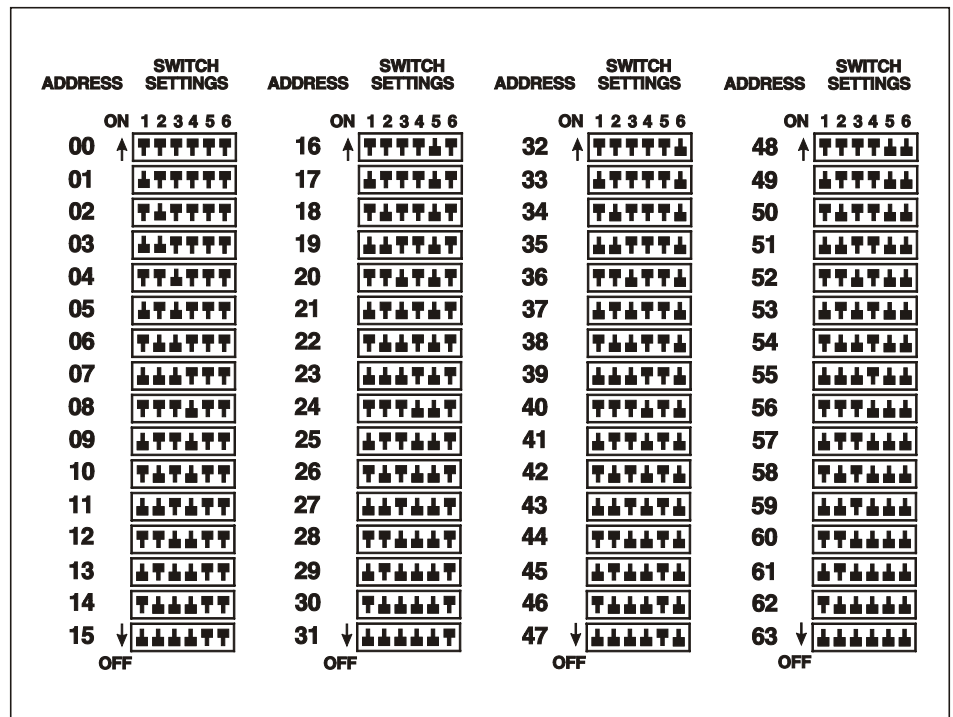 ADDRESS SWITCH SETTINGS ADDRESS SWITCH SETTINGS ADDRESS SWITCH SETTINGS ADDRESS SWITCH SETTINGS
ON 1 2 3 4 5 6 ON 1 2 3 4 5 6 ON 1 2 3 4 5 6 ON 1 2 3 4 5 6
00 16 32 48
01 17 33 49
02 18 34 50
03 19 35 51
04 20 36 52
05 21 37 53
06 22 38 54
07 23 39 55
08 24 40 56
09 25 41 57
10 26 42 58
11 27 43 59
12 28 44 60
13 29 45 61
14 30 46 62
15 31 47 63
OFF OFF OFF OFF